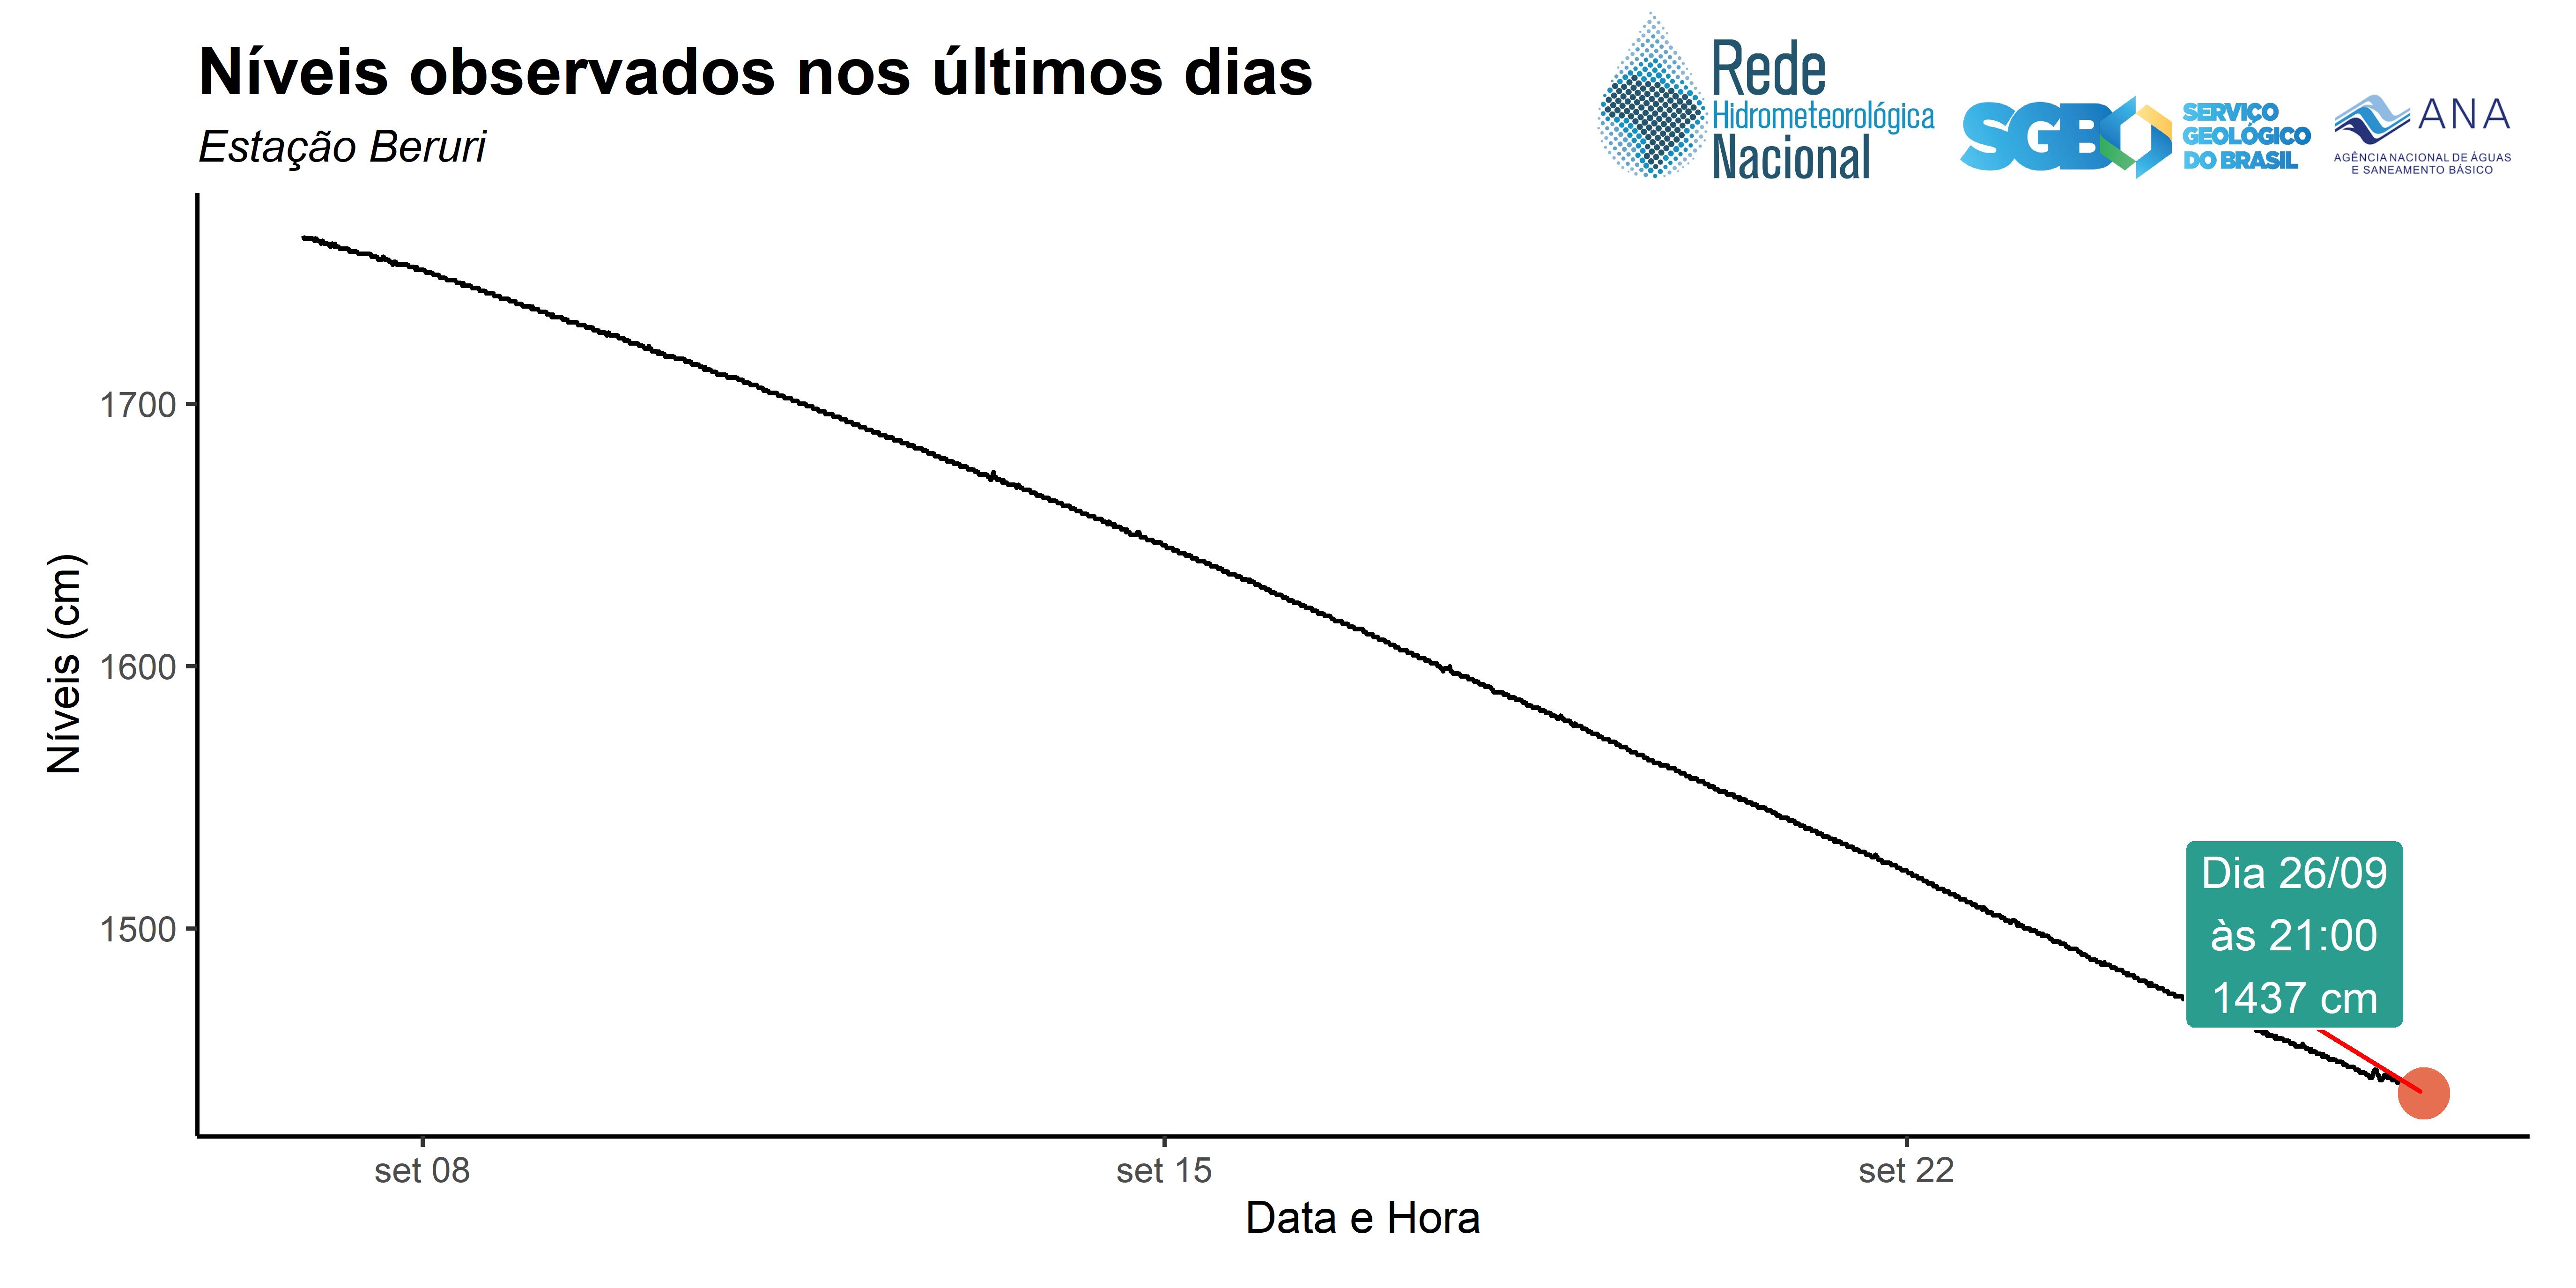 Níveis observados nos últimos dias
Estação Beruri
Rede
Hidrometeorológica
Nacional
SGB
SERVIÇO
GEOLÓGICO
DO BRASIL
ANA
AGÊNCIA NACIONAL DE ÁGUAS
E SANEAMENTO BÁSICO
Níveis (cm)
1700
1600
1500
Dia 26/09
às 21:00
1437 cm
set 08
set 15
set 22
Data e Hora